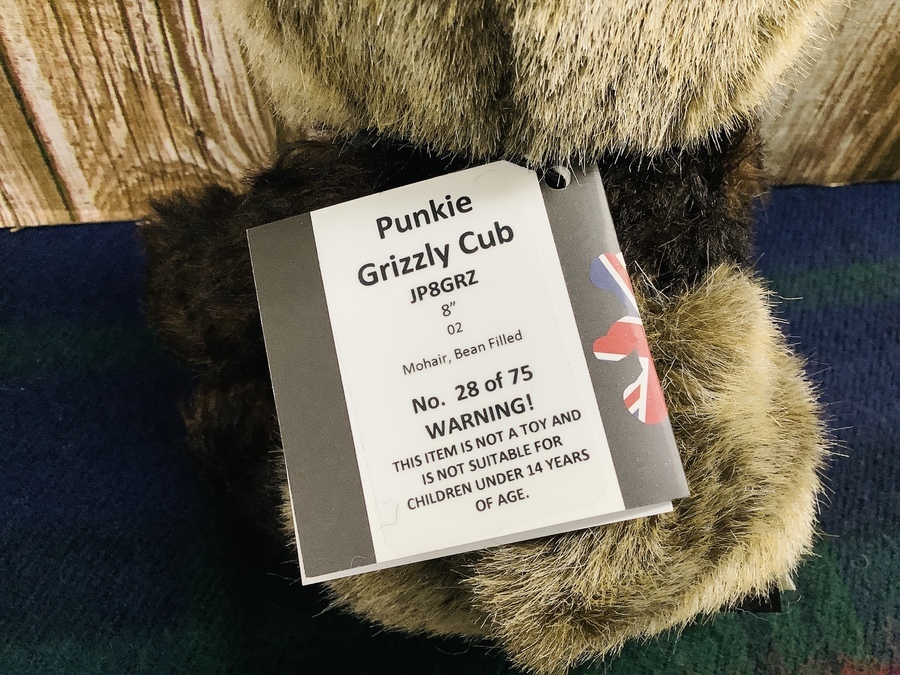 Punkie
Grizzly Cub
JP8GRZ
8”
02
Mohair, Bean Filled
No. 28 of 75
WARNING!
THIS ITEM IS NOT A TOY AND
IS NOT SUITABLE FOR
CHILDREN UNDER 14 YEARS
OF AGE.